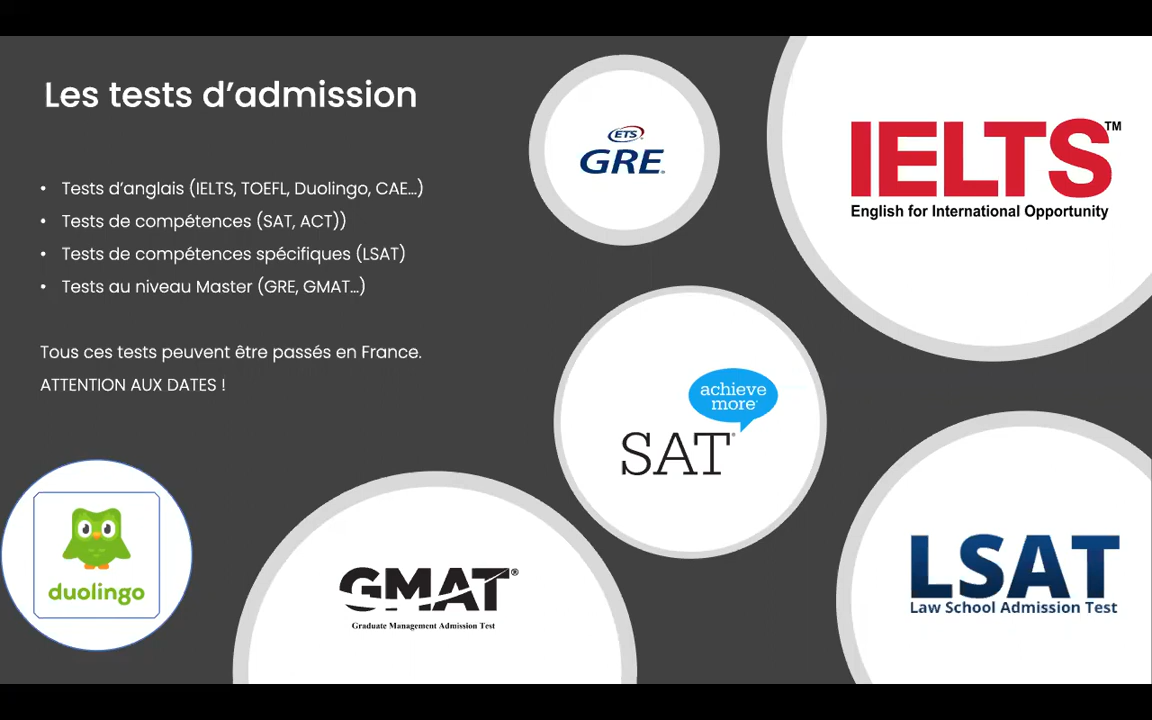 Les tests d’admission
• Tests d’anglais (IELTS, TOEFL, Duolingo, CAE…)
• Tests de compétences (SAT, ACT))
• Tests de compétences spécifiques (LSAT)
• Tests au niveau Master (GRE, GMAT…)
Tous ces tests peuvent être passés en France.
ATTENTION AUX DATES !
ETS
GRE®
IELTS™
English for International Opportunity
achieve
more
SAT®
LSAT
Law School Admission Test
GMAT®
Graduate Management Admission Test
duolingo